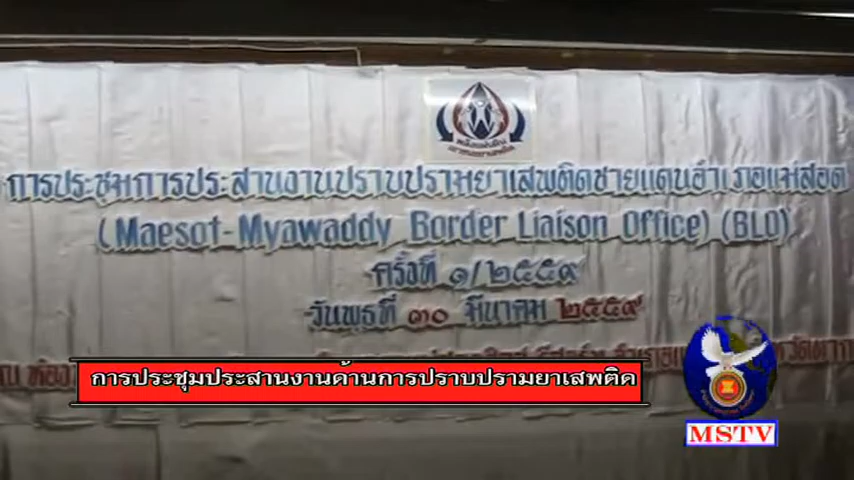 การประชุมการประสานงานปราบปรามยาเสพติดชายแดนอำเภอแม่สอด
(Maesot-Myawaddy Border Liaison Office) (BLO)
ครั้งที่ ๑/๒๕๕๙
วันพุธที่ ๓๐ มีนาคม ๒๕๕๙
ณ ห้อง
การประชุมประสานงานด้านการปราบปรามยาเสพติด
MSTV